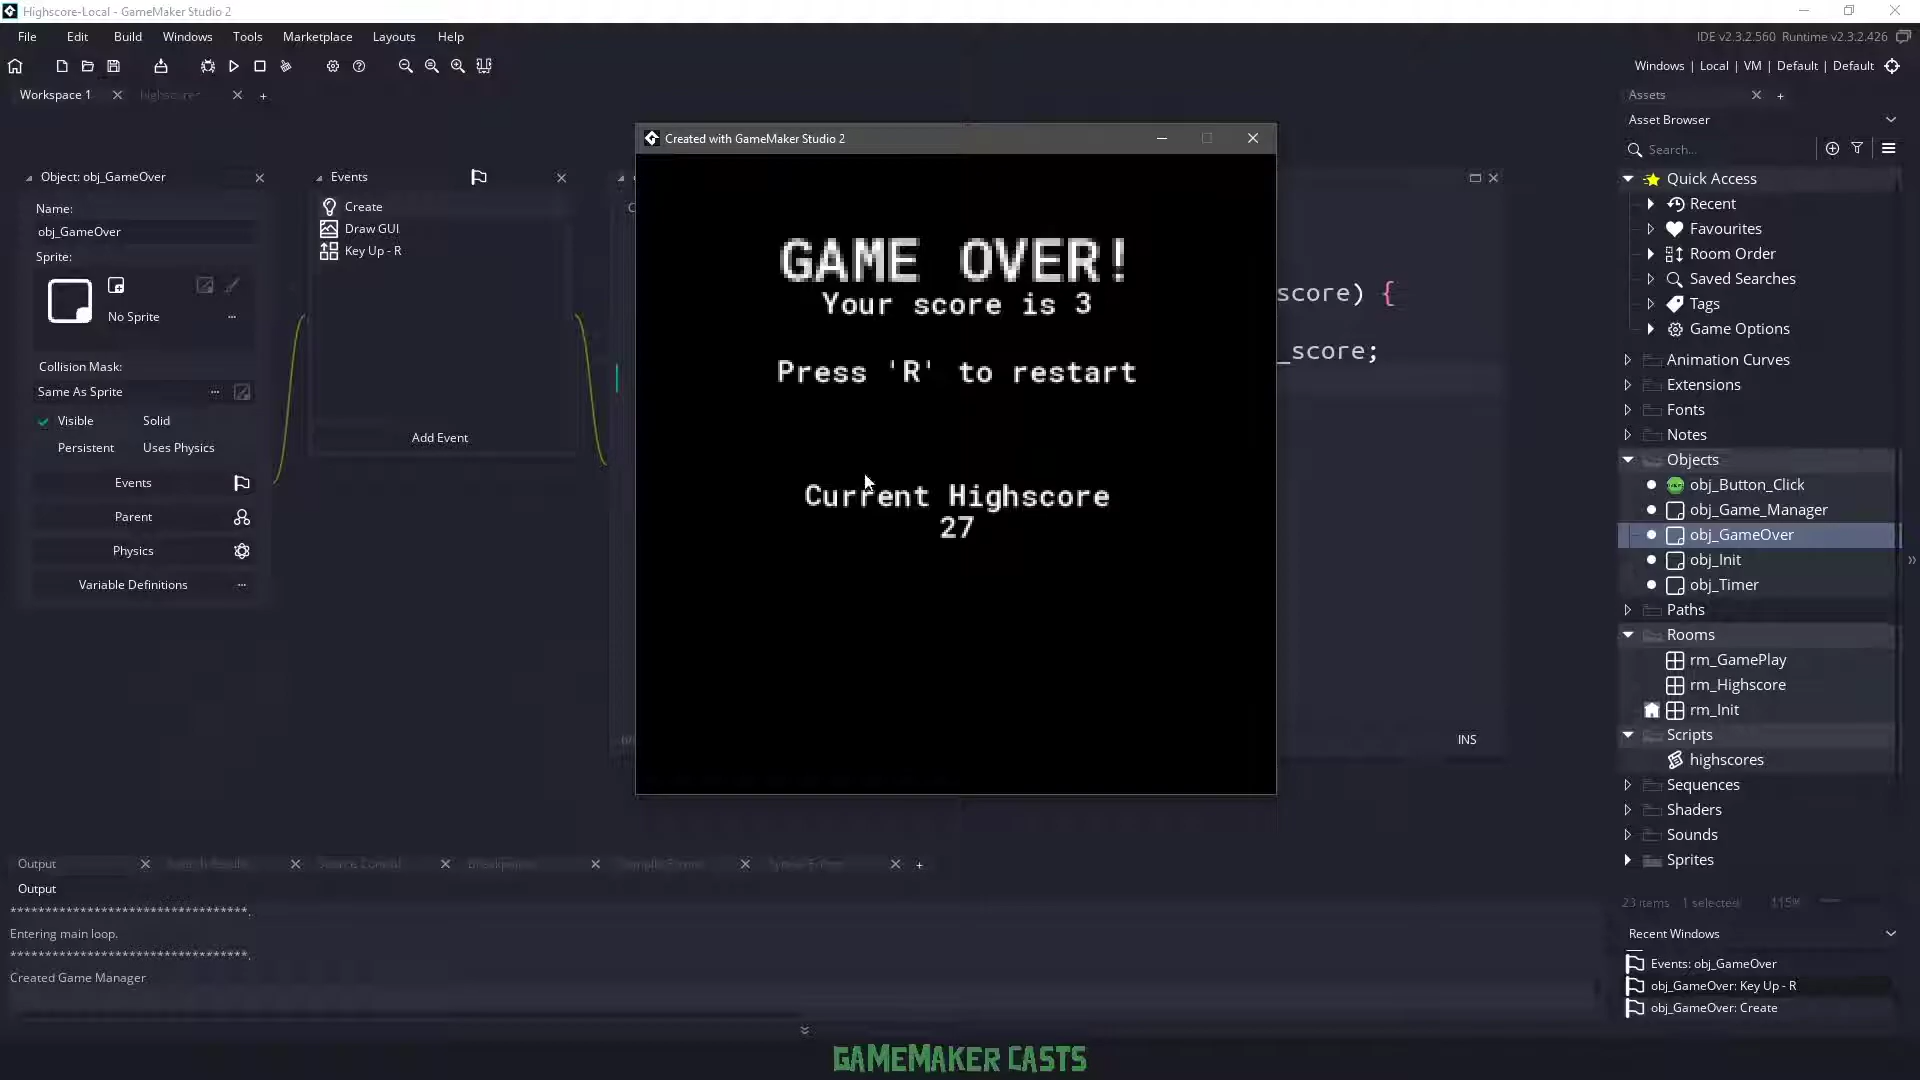 Highscore-Local - GameMaker Studio 2
File Edit Build Windows Tools Marketplace Layouts Help
IDE v2.3.2.560 Runtime v2.3.2.426
Windows | Local | VM | Default | Default
Workspace 1
highscores
Assets
Asset Browser
Search...
Object: obj_GameOver
Name:
obj_GameOver
Sprite:
No Sprite
Collision Mask:
Same As Sprite
Visible Solid
Persistent Uses Physics
Events
Parent
Physics
Variable Definitions
Events
Create
Draw GUI
Key Up - R
Add Event
Created with GameMaker Studio 2
GAME OVER!
Your score is 3
Press 'R' to restart
Current Highscore
27
score) {
_score;
INS
Quick Access
Recent
Favourites
Room Order
Saved Searches
Tags
Game Options
Animation Curves
Extensions
Fonts
Notes
Objects
obj_Button_Click
obj_Game_Manager
obj_GameOver
obj_Init
obj_Timer
Paths
Rooms
rm_GamePlay
rm_Highscore
rm_Init
Scripts
highscores
Sequences
Shaders
Sounds
Sprites
23 items 1 selected 115%
Recent Windows
Events: obj_GameOver
obj_GameOver: Key Up - R
obj_GameOver: Create
Output
Output
*********************************.
Entering main loop.
*********************************.
Created Game Manager
GAMEMAKER CASTS